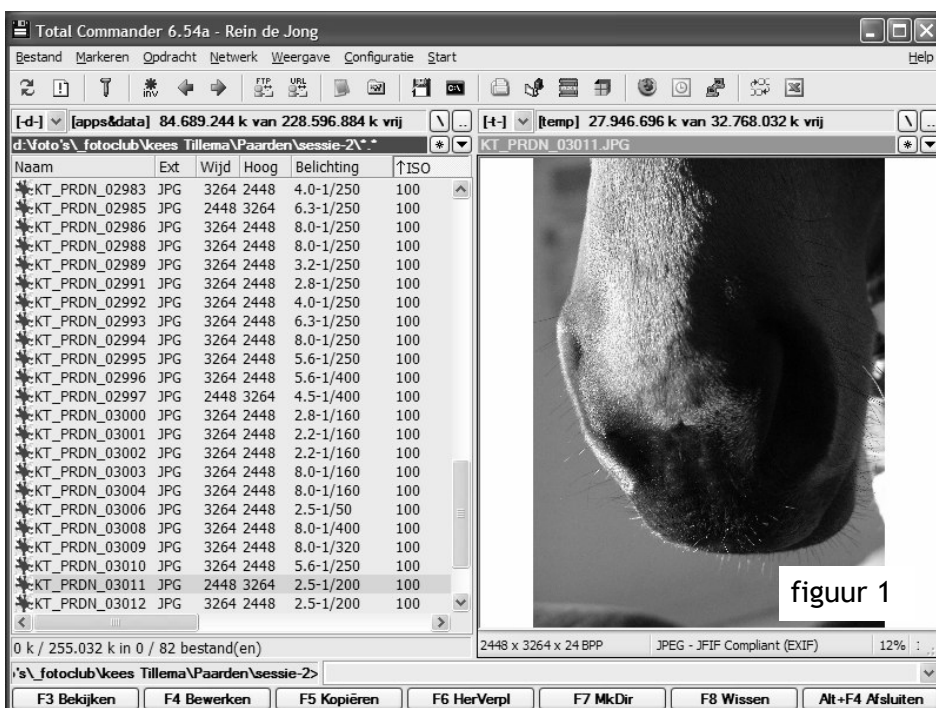 Total Commander 6.54a - Rein de Jong
Bestand Markeren Opdracht Netwerk Weergave Configuratie Start Help
INV FTP URL C:\
[-d-] [apps&data] 84.689.244 k van 228.596.884 k vrij \ .. [-t-] [temp] 27.946.696 k van 32.768.032 k vrij \ ..
d:\foto's\_fotoclub\kees Tillema\Paarden\sessie-2\*.* * KT_PRDN_03011.JPG *
Naam Ext Wijd Hoog Belichting ↑ISO
KT_PRDN_02983 JPG 3264 2448 4.0-1/250 100
KT_PRDN_02985 JPG 2448 3264 6.3-1/250 100
KT_PRDN_02986 JPG 3264 2448 8.0-1/250 100
KT_PRDN_02988 JPG 3264 2448 8.0-1/250 100
KT_PRDN_02989 JPG 3264 2448 3.2-1/250 100
KT_PRDN_02991 JPG 3264 2448 2.8-1/250 100
KT_PRDN_02992 JPG 3264 2448 4.0-1/250 100
KT_PRDN_02993 JPG 3264 2448 6.3-1/250 100
KT_PRDN_02994 JPG 3264 2448 8.0-1/250 100
KT_PRDN_02995 JPG 3264 2448 5.6-1/250 100
KT_PRDN_02996 JPG 3264 2448 5.6-1/400 100
KT_PRDN_02997 JPG 2448 3264 4.5-1/400 100
KT_PRDN_03000 JPG 3264 2448 2.8-1/160 100
KT_PRDN_03001 JPG 3264 2448 2.2-1/160 100
KT_PRDN_03002 JPG 3264 2448 2.2-1/160 100
KT_PRDN_03003 JPG 3264 2448 8.0-1/160 100
KT_PRDN_03004 JPG 3264 2448 8.0-1/160 100
KT_PRDN_03006 JPG 3264 2448 2.5-1/50 100
KT_PRDN_03008 JPG 3264 2448 8.0-1/400 100
KT_PRDN_03009 JPG 3264 2448 8.0-1/320 100
KT_PRDN_03010 JPG 3264 2448 5.6-1/250 100
KT_PRDN_03011 JPG 2448 3264 2.5-1/200 100
KT_PRDN_03012 JPG 3264 2448 2.5-1/200 100
figuur 1
0 k / 255.032 k in 0 / 82 bestand(en)
2448 x 3264 x 24 BPP JPEG - JFIF Compliant (EXIF) 12%
's\_fotoclub\kees Tillema\Paarden\sessie-2>
F3 Bekijken F4 Bewerken F5 Kopiëren F6 HerVerpl F7 MkDir F8 Wissen Alt+F4 Afsluiten